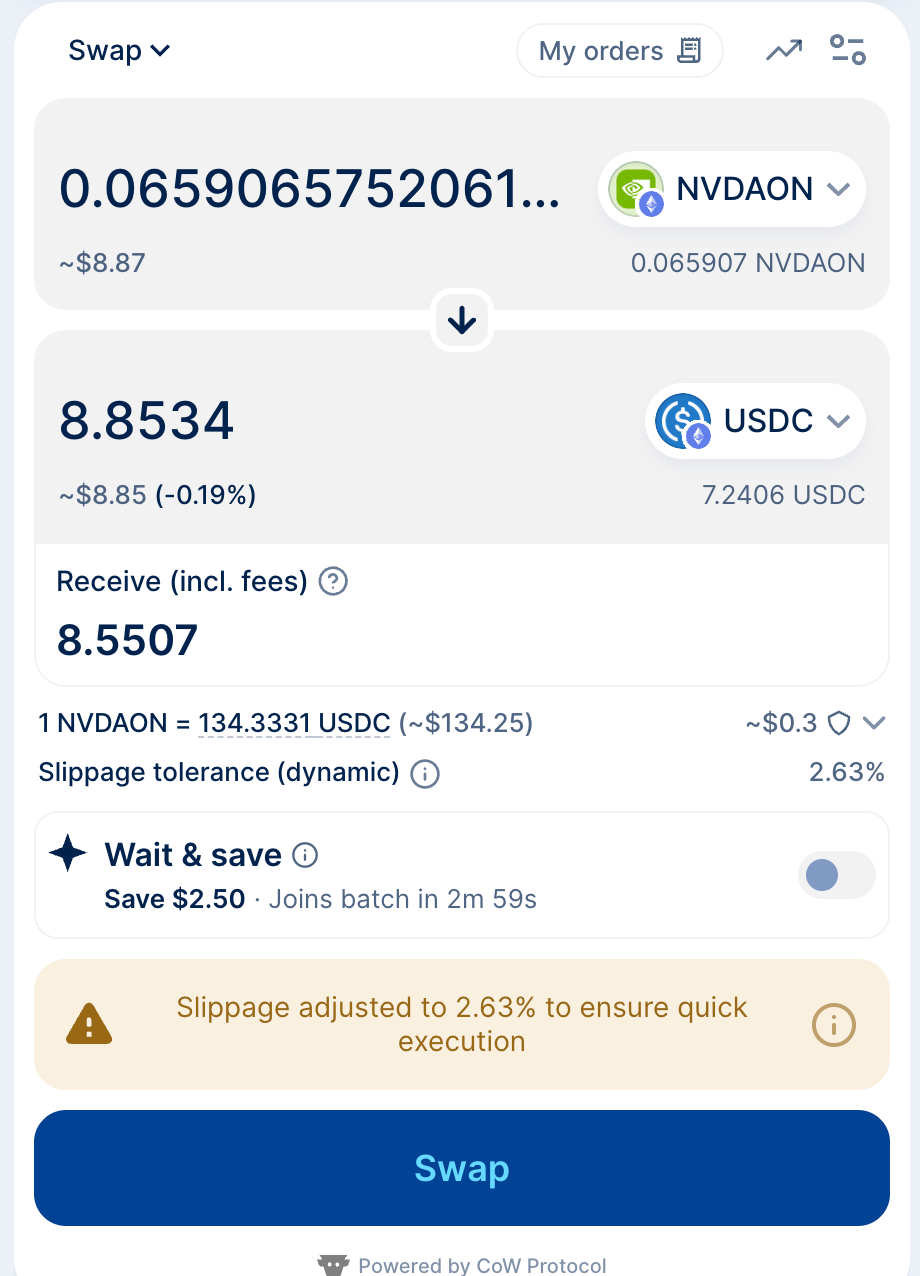 Swap
My orders
0.0659065752061...
NVDAON
~$8.87
0.065907 NVDAON
8.8534
USDC
~$8.85 (-0.19%)
7.2406 USDC
Receive (incl. fees)
8.5507
1 NVDAON = 134.3331 USDC (~$134.25)
~$0.3
Slippage tolerance (dynamic)
2.63%
Wait & save
Save $2.50 · Joins batch in 2m 59s
Slippage adjusted to 2.63% to ensure quick
execution
Swap
Powered by CoW Protocol